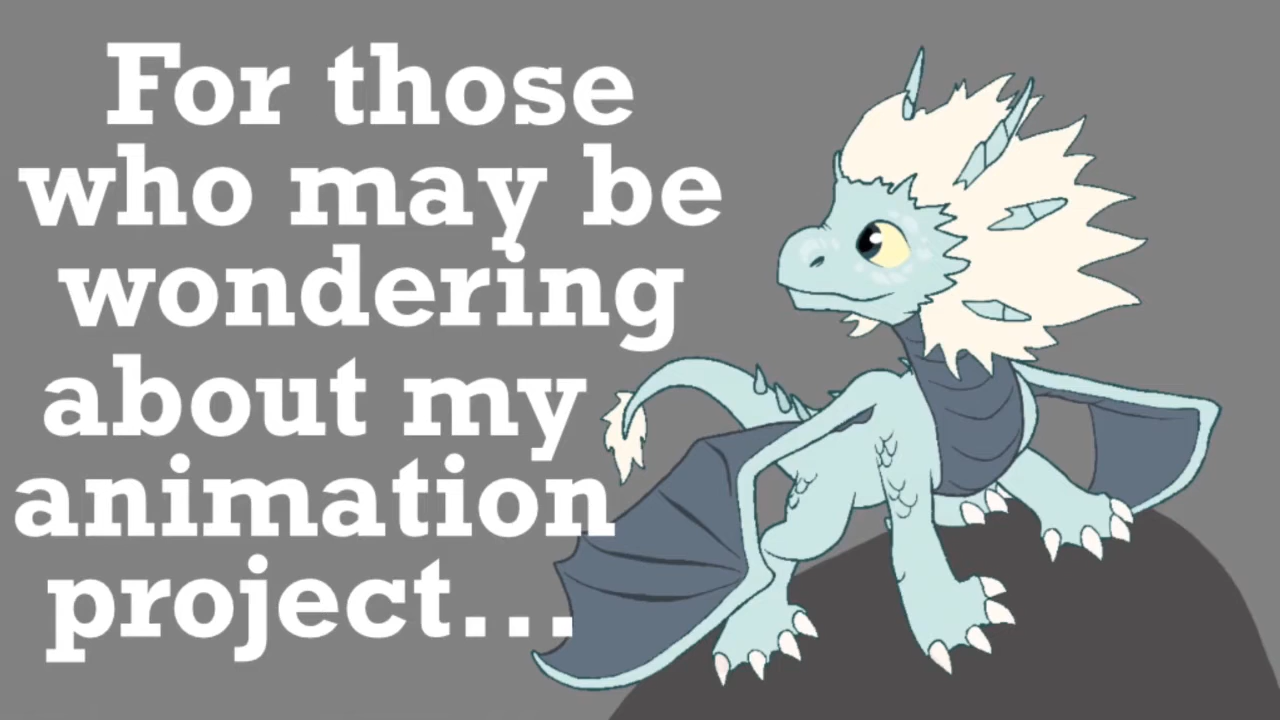 For those
who may be
wondering
about my
animation
project...